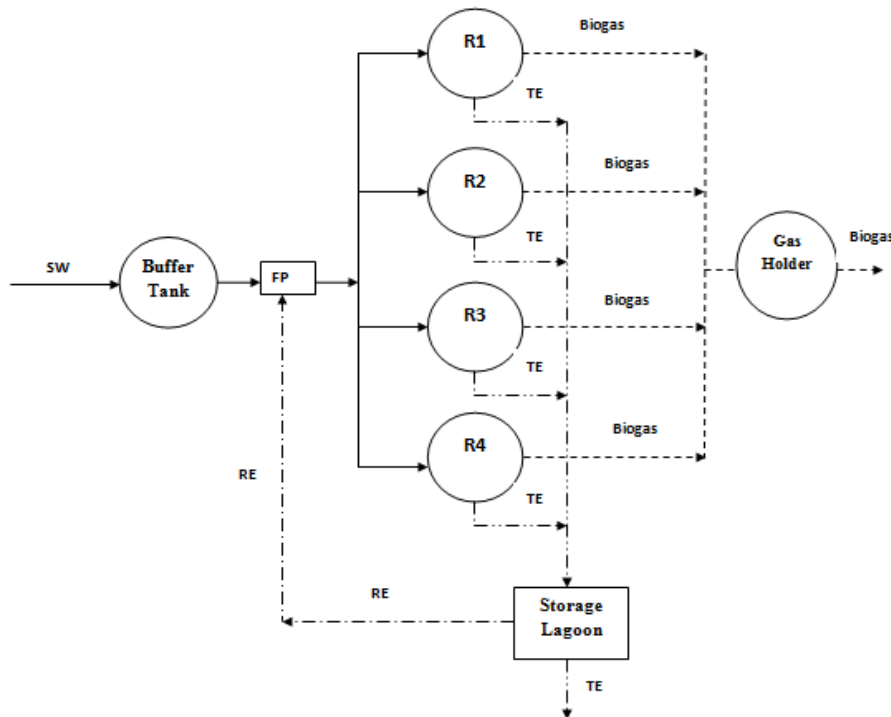 Biogas
R1
TE
Biogas
R2
TE
SW
Buffer
Tank
FP
Gas
Holder
Biogas
Biogas
R3
TE
Biogas
R4
RE
TE
RE
Storage
Lagoon
TE